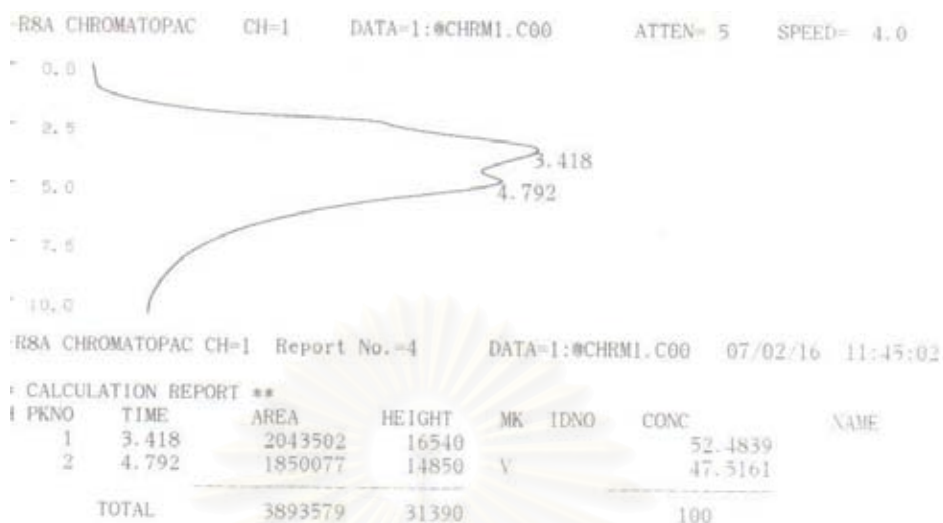 -R8A CHROMATOPAC CH=1 DATA=1:@CHRM1.C00 ATTEN= 5 SPEED= 4.0
0.0
2.5
3.418
5.0
4.792
7.5
10.0
-R8A CHROMATOPAC CH=1 Report No.=4 DATA=1:@CHRM1.C00 07/02/16 11:45:02
CALCULATION REPORT **
PKNO TIME AREA HEIGHT MK IDNO CONC NAME
1 3.418 2043502 16540 52.4839
2 4.792 1850077 14850 V 47.5161
TOTAL 3893579 31390 100